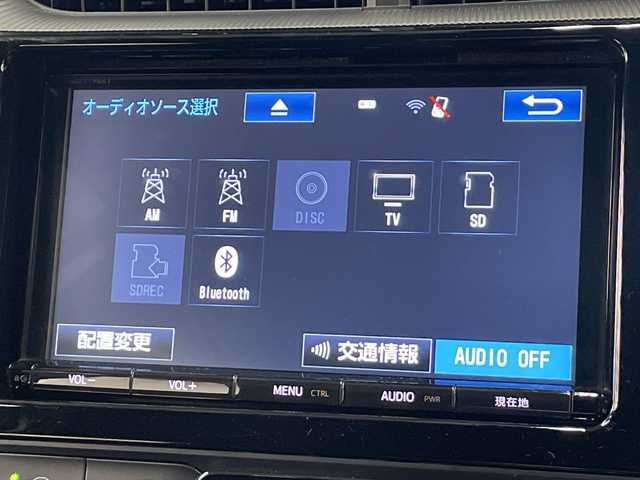 オーディオソース選択
AM
FM
DISC
TV
SD
SDREC
Bluetooth
配置変更
交通情報
AUDIO OFF
VOL−
VOL+
MENU CTRL
AUDIO PWR
現在地